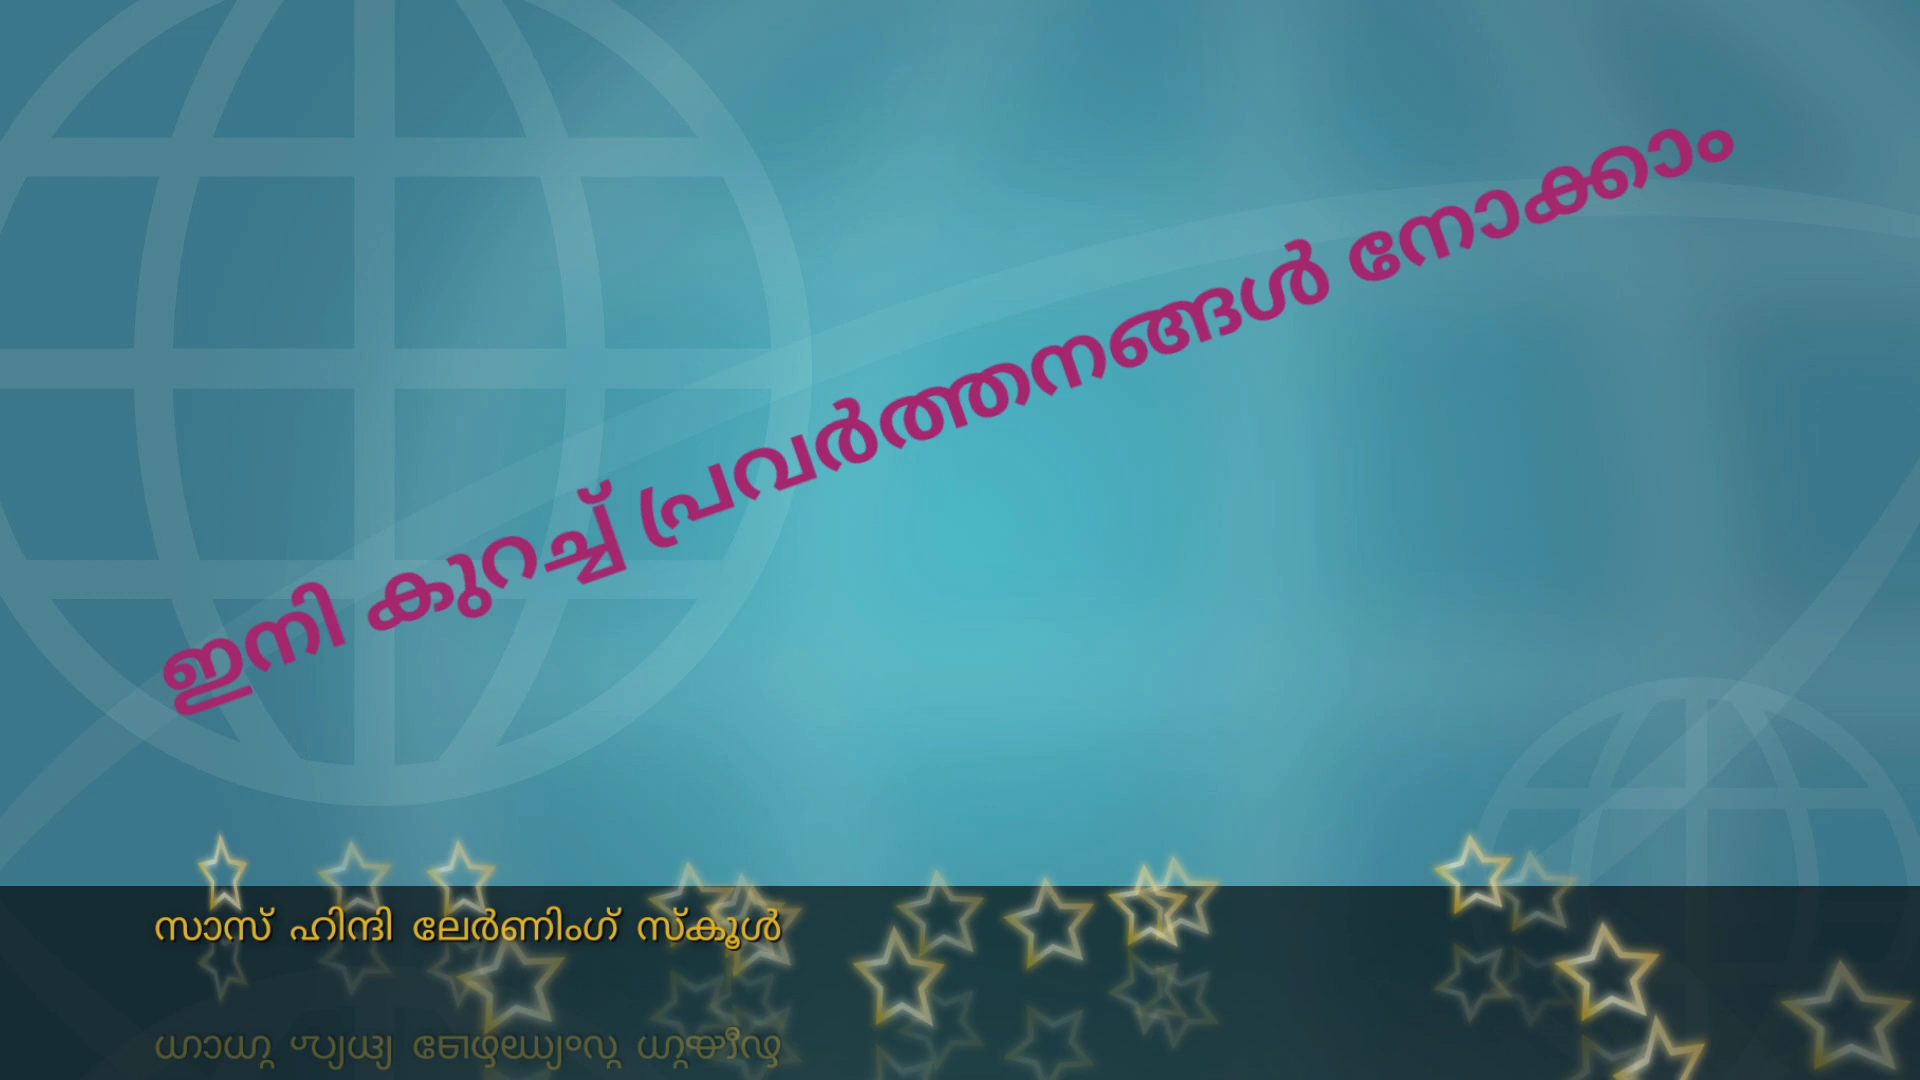 ഇനി കുറച്ച് പ്രവർത്തനങ്ങൾ നോക്കാം
സാസ് ഹിന്ദി ലേർണിംഗ് സ്കൂൾ